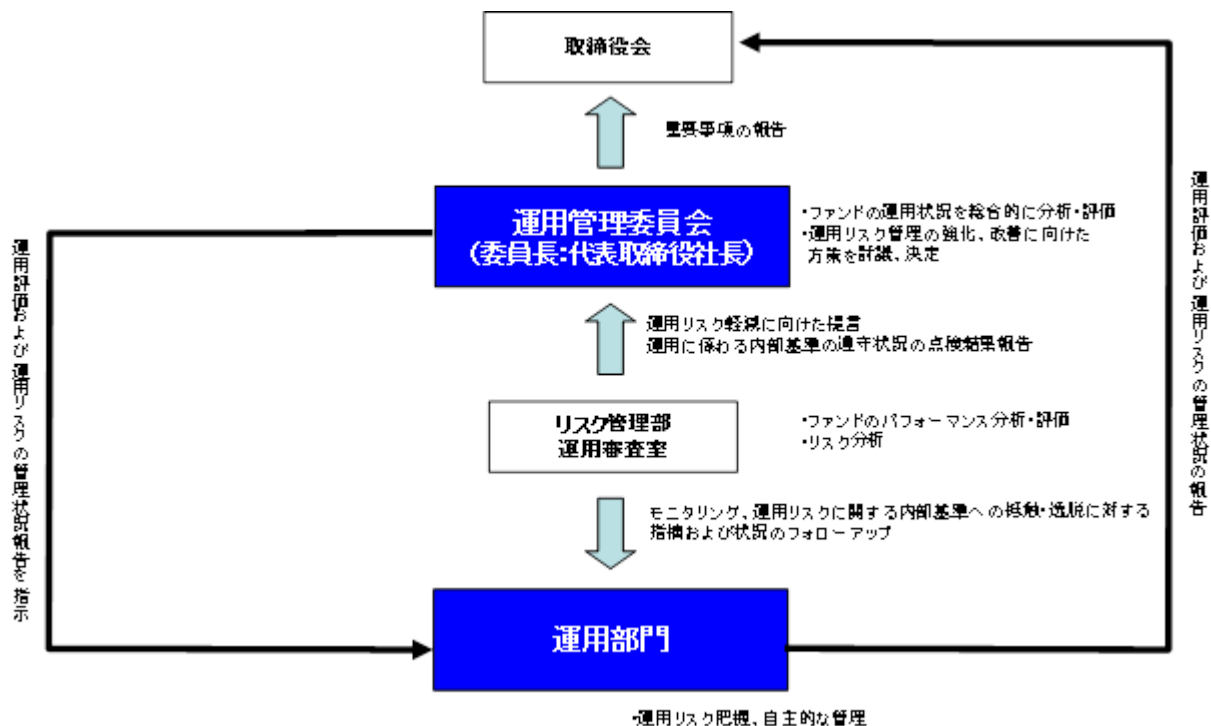 取締役会
重要事項の報告
運用管理委員会
(委員長:代表取締役社長)
・ファンドの運用状況を総合的に分析・評価
・運用リスク管理の強化、改善に向けた
方策を討議、決定
運用リスク軽減に向けた提言
運用に係わる内部基準の遵守状況の点検結果報告
リスク管理部
運用審査室
・ファンドのパフォーマンス分析・評価
・リスク分析
モニタリング、運用リスクに関する内部基準への抵触・逸脱に対する
指摘および状況のフォローアップ
運用部門
・運用リスク把握、自主的な管理
運用評価および運用リスクの管理状況報告を指示
運用評価および運用リスクの管理状況の報告